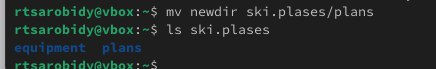 rtsarobidy@vbox:~$ mv newdir ski.plases/plans
rtsarobidy@vbox:~$ ls ski.plases
equipment  plans
rtsarobidy@vbox:~$